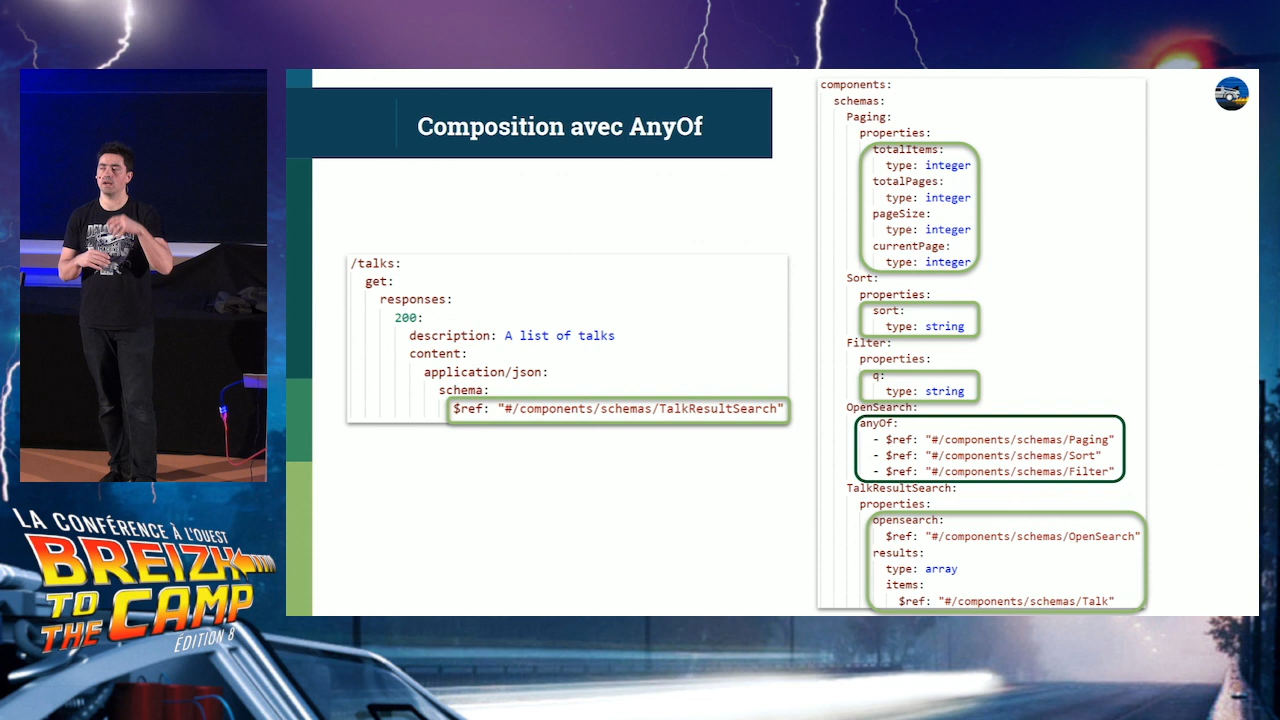 Composition avec AnyOf
/talks:
get:
responses:
200:
description: A list of talks
content:
application/json:
schema:
$ref: "#/components/schemas/TalkResultSearch"
components:
schemas:
Paging:
properties:
totalItems:
type: integer
totalPages:
type: integer
pageSize:
type: integer
currentPage:
type: integer
Sort:
properties:
sort:
type: string
Filter:
properties:
q:
type: string
OpenSearch:
anyOf:
- $ref: "#/components/schemas/Paging"
- $ref: "#/components/schemas/Sort"
- $ref: "#/components/schemas/Filter"
TalkResultSearch:
properties:
opensearch:
$ref: "#/components/schemas/OpenSearch"
results:
type: array
items:
$ref: "#/components/schemas/Talk"
LA CONFÉRENCE À L'OUEST
BREIZH
TO CAMP
THE
ÉDITION 8